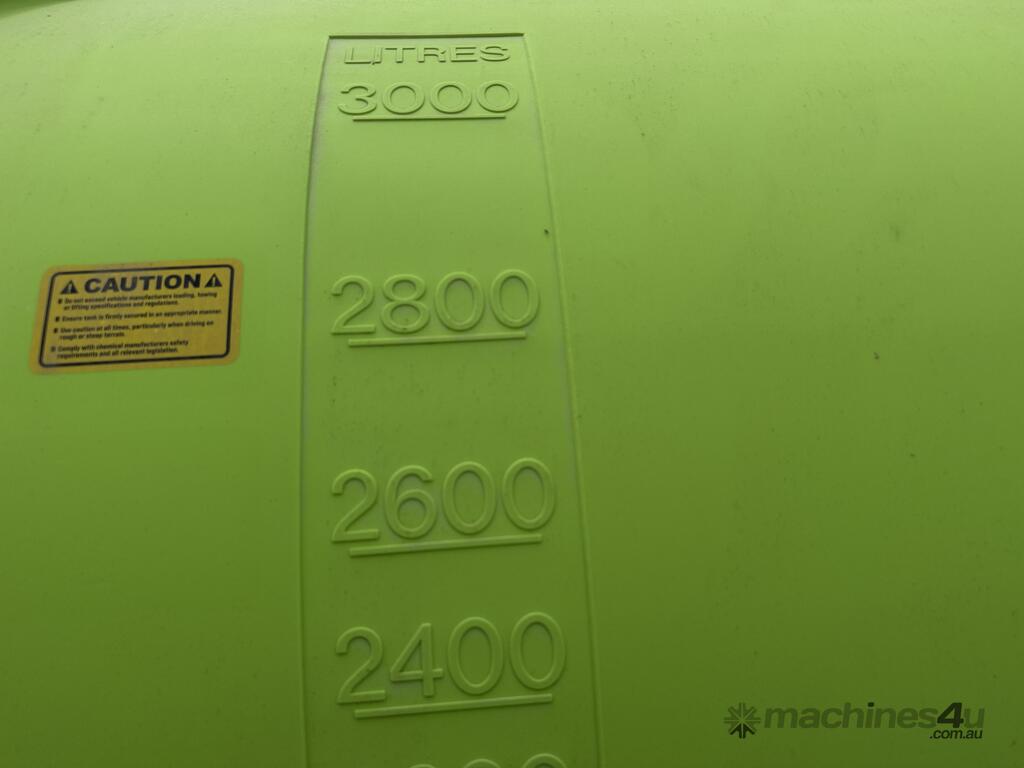 LITRES
3000
2800
2600
2400
CAUTION
Do not exceed vehicle manufacturers loading, towing
or lifting specifications and regulations.
Ensure tank is firmly secured in an appropriate manner.
Use caution at all times, particularly when driving on
rough or steep terrain.
Comply with chemical manufacturers safety
requirements and all relevant legislation.
machines4u
.com.au